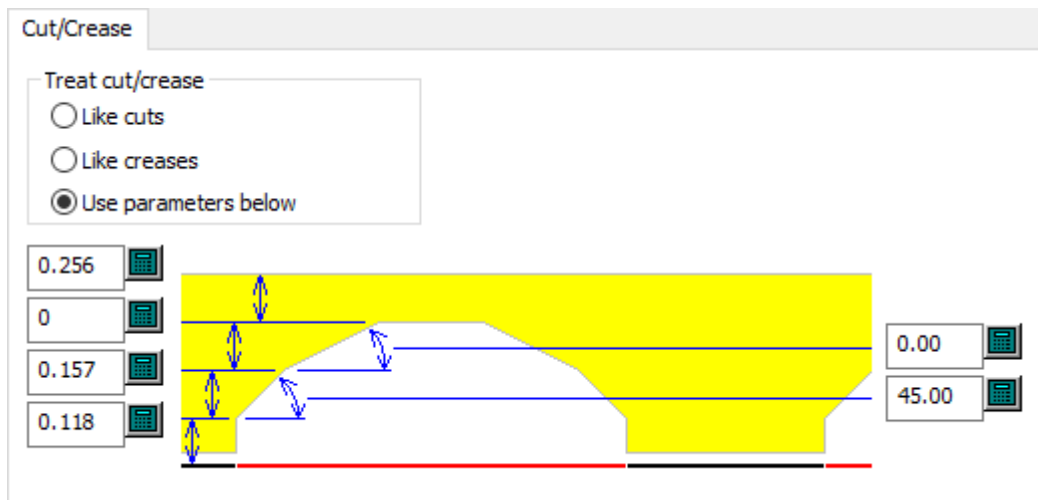 Cut/Crease
Treat cut/crease
Like cuts
Like creases
Use parameters below
0.256
0
0.157
0.118
0.00
45.00